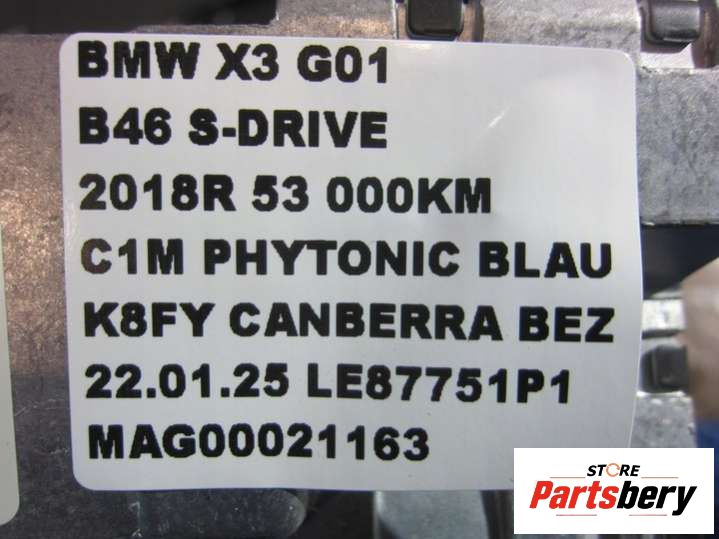 BMW X3 G01
B46 S-DRIVE
2018R 53 000KM
C1M PHYTONIC BLAU
K8FY CANBERRA BEZ
22.01.25 LE87751P1
MAG00021163
STORE
Partsbery